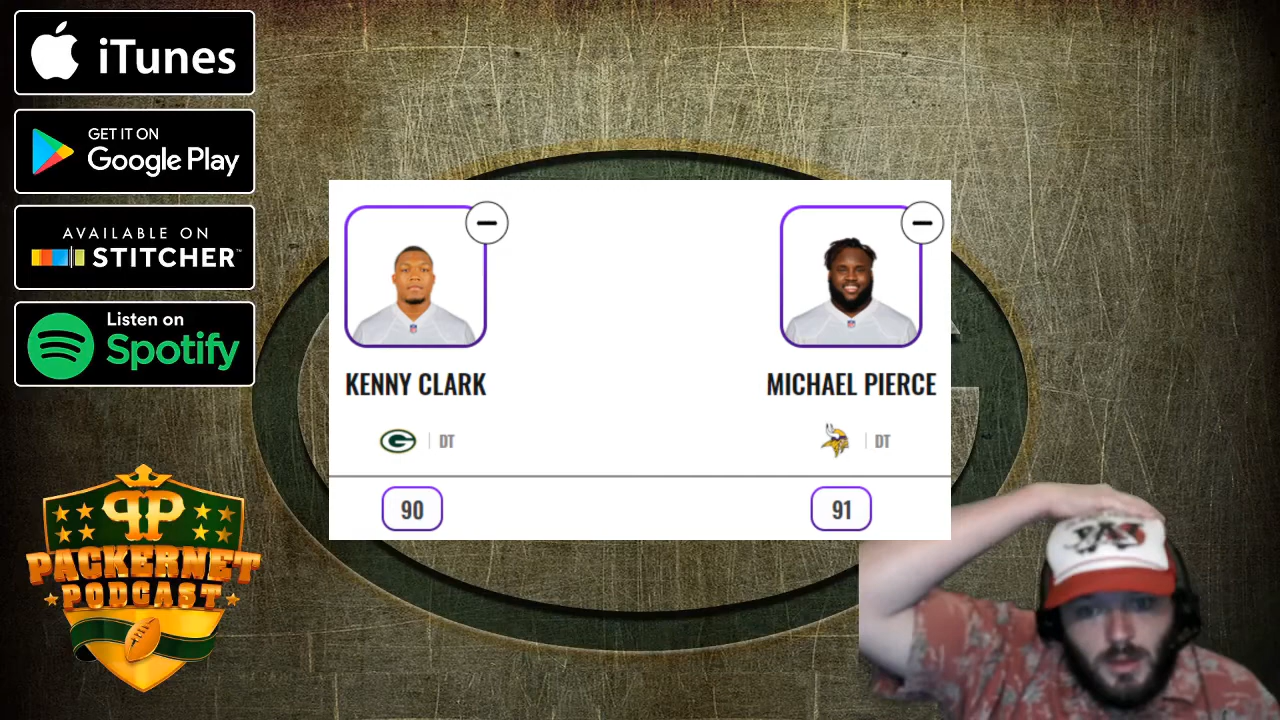 iTunes
GET IT ON
Google Play
AVAILABLE ON
STITCHER
Listen on
Spotify
PP
PACKERNET
PODCAST
KENNY CLARK
MICHAEL PIERCE
G | DT
| DT
90
91